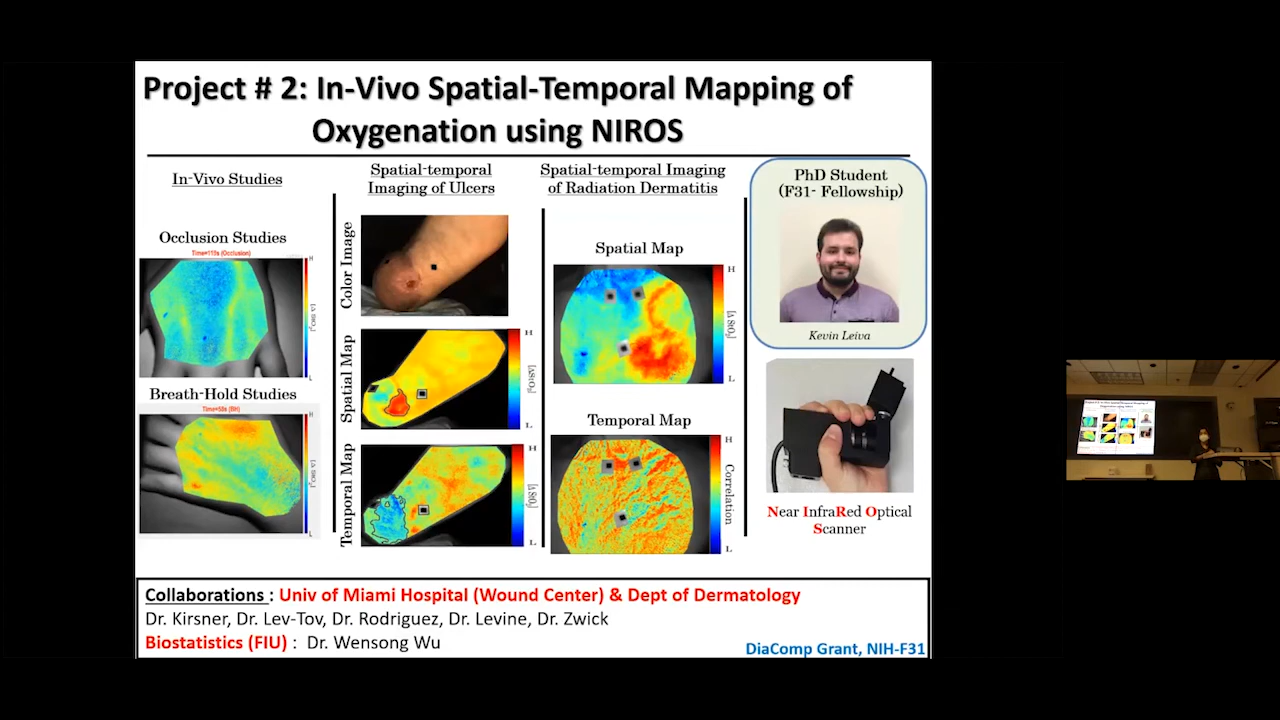 Project # 2: In-Vivo Spatial-Temporal Mapping of
Oxygenation using NIROS
In-Vivo Studies
Occlusion Studies
Time=115s (Occlusion)
H
L
Breath-Hold Studies
Time=58s (BH)
H
L
Spatial-temporal
Imaging of Ulcers
Color Image
Spatial Map
H
L
Temporal Map
H
L
Spatial-temporal Imaging
of Radiation Dermatitis
Spatial Map
H
L
Temporal Map
H
Correlation
L
PhD Student
(F31- Fellowship)
Kevin Leiva
Near InfraRed Optical
Scanner
Collaborations : Univ of Miami Hospital (Wound Center) & Dept of Dermatology
Dr. Kirsner, Dr. Lev-Tov, Dr. Rodriguez, Dr. Levine, Dr. Zwick
Biostatistics (FIU) : Dr. Wensong Wu
DiaComp Grant, NIH-F31